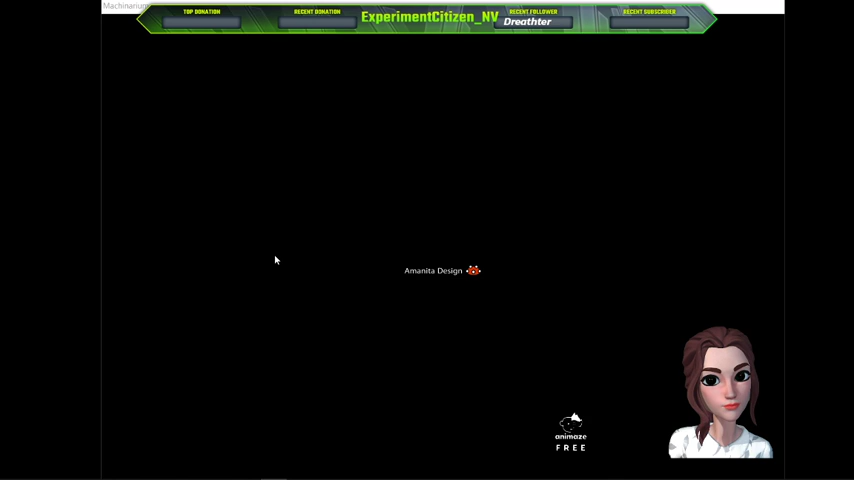 Machinarium
TOP DONATION
RECENT DONATION
ExperimentCitizen_NV
RECENT FOLLOWER
Dreathter
RECENT SUBSCRIBER
Amanita Design
animaze
FREE